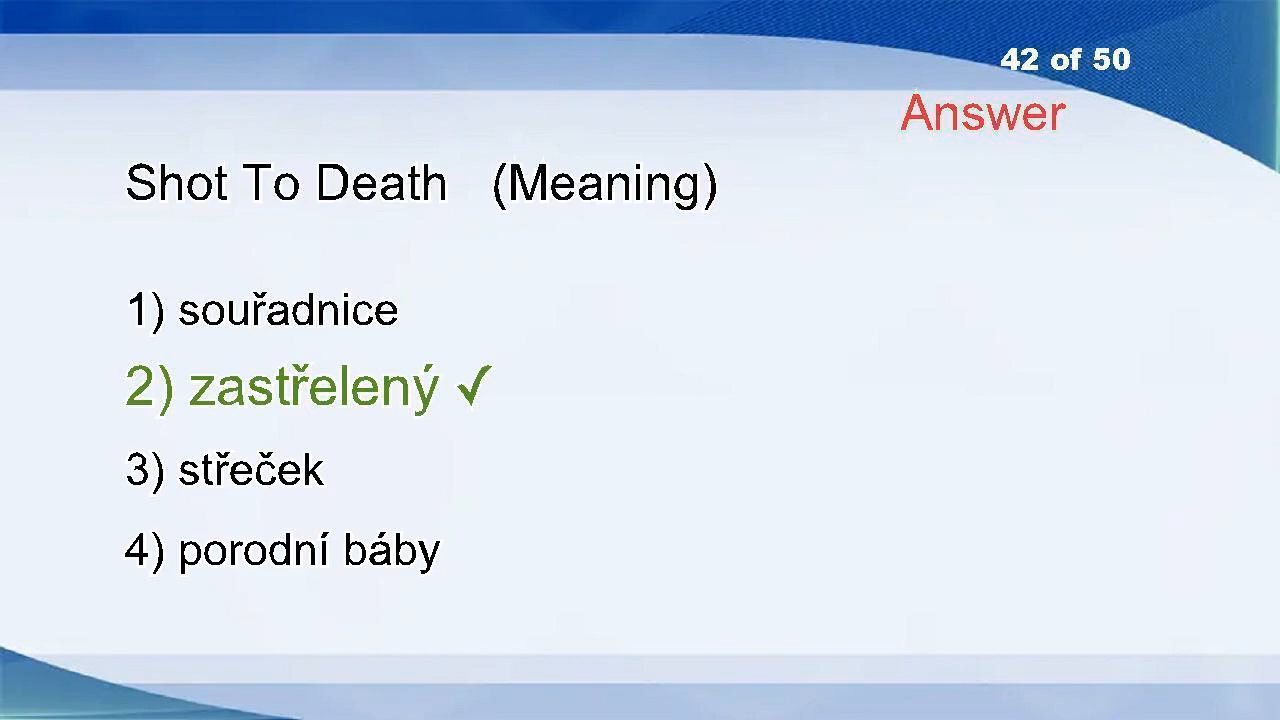 42 of 50
Answer
Shot To Death (Meaning)
1) souřadnice
2) zastřelený ✓
3) střeček
4) porodní báby